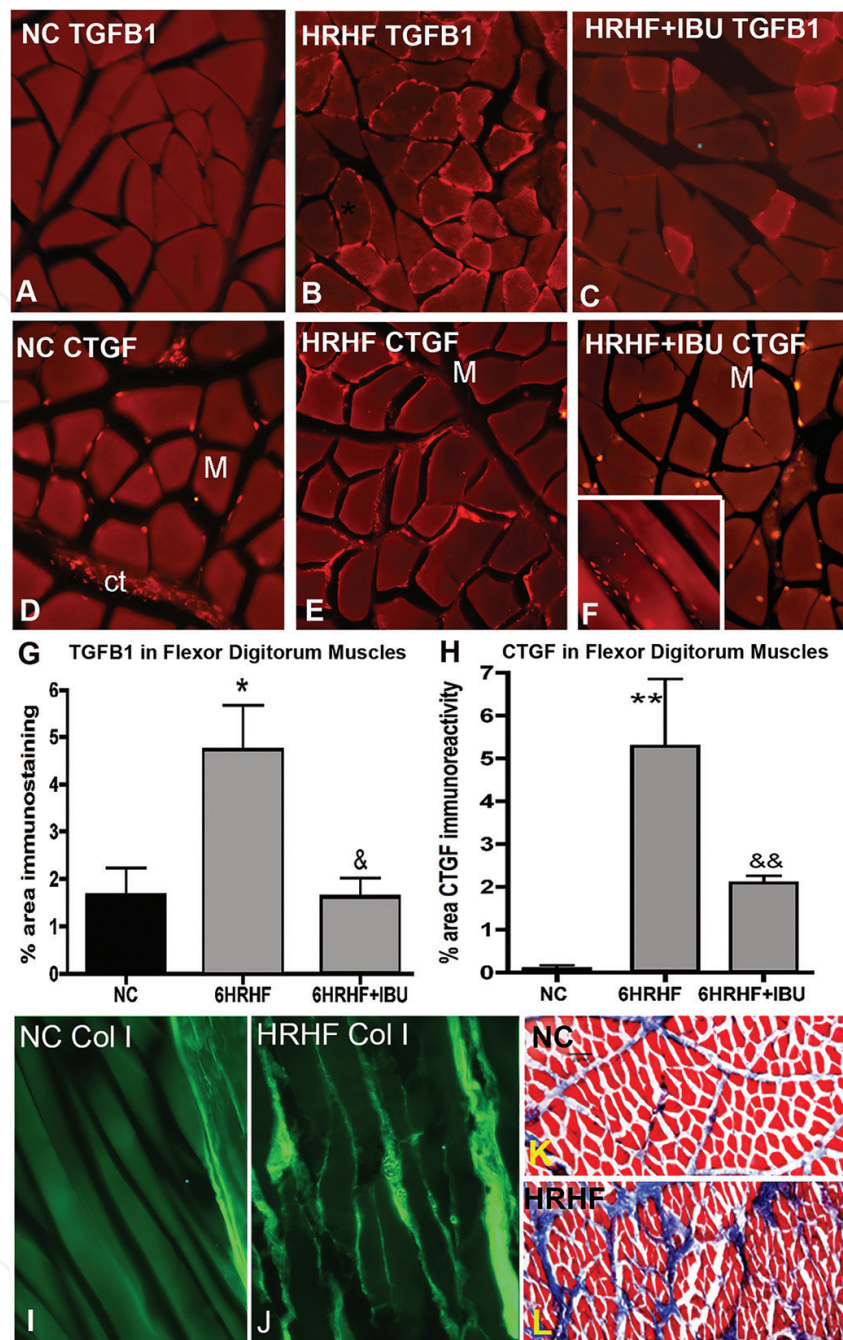 NC TGFB1
HRHF TGFB1
HRHF+IBU TGFB1
*
A
B
C
NC CTGF
HRHF CTGF
HRHF+IBU CTGF
M
M
M
ct
D
E
F
G TGFB1 in Flexor Digitorum Muscles
% area immunostaining
6
5
4
3
2
1
0
*
&
NC
6HRHF
6HRHF+IBU
H CTGF in Flexor Digitorum Muscles
% area CTGF immunoreactivity
7
6
5
4
3
2
1
0
**
&&
NC
6HRHF
6HRHF+IBU
NC Col I
I
HRHF Col I
J
NC
K
HRHF
L